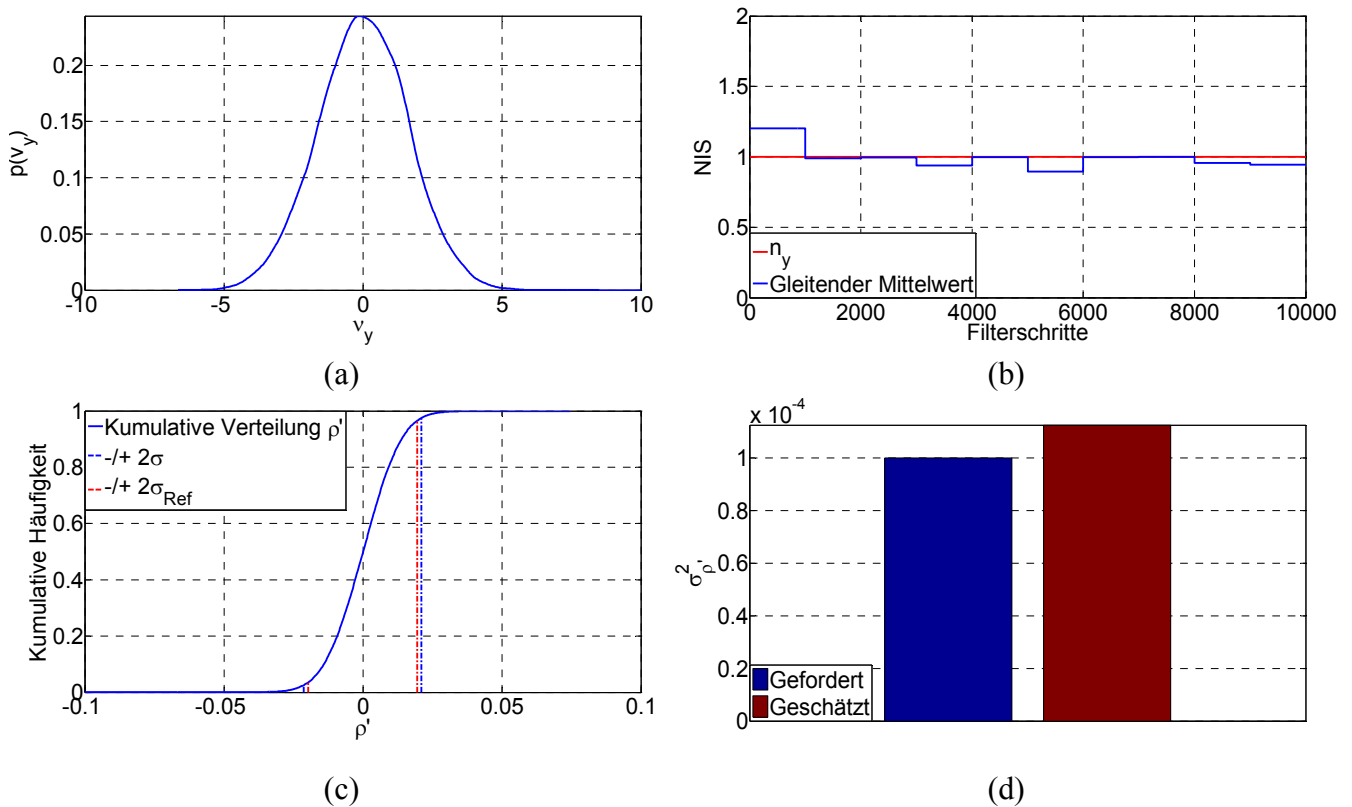 0.2
0.15
0.1
0.05
0
-10
-5
0
5
10
p(ν_y)
ν_y
(a)
2
1.5
1
0.5
0
NIS
n_y
Gleitender Mittelwert
0
2000
4000
6000
8000
10000
Filterschritte
(b)
1
0.8
0.6
0.4
0.2
0
Kumulative Häufigkeit
Kumulative Verteilung ρ'
-/+ 2σ
-/+ 2σ_Ref
-0.1
-0.05
0
0.05
0.1
ρ'
(c)
x 10^-4
1
0.8
0.6
0.4
0.2
0
σ²_ρ'
Gefordert
Geschätzt
(d)